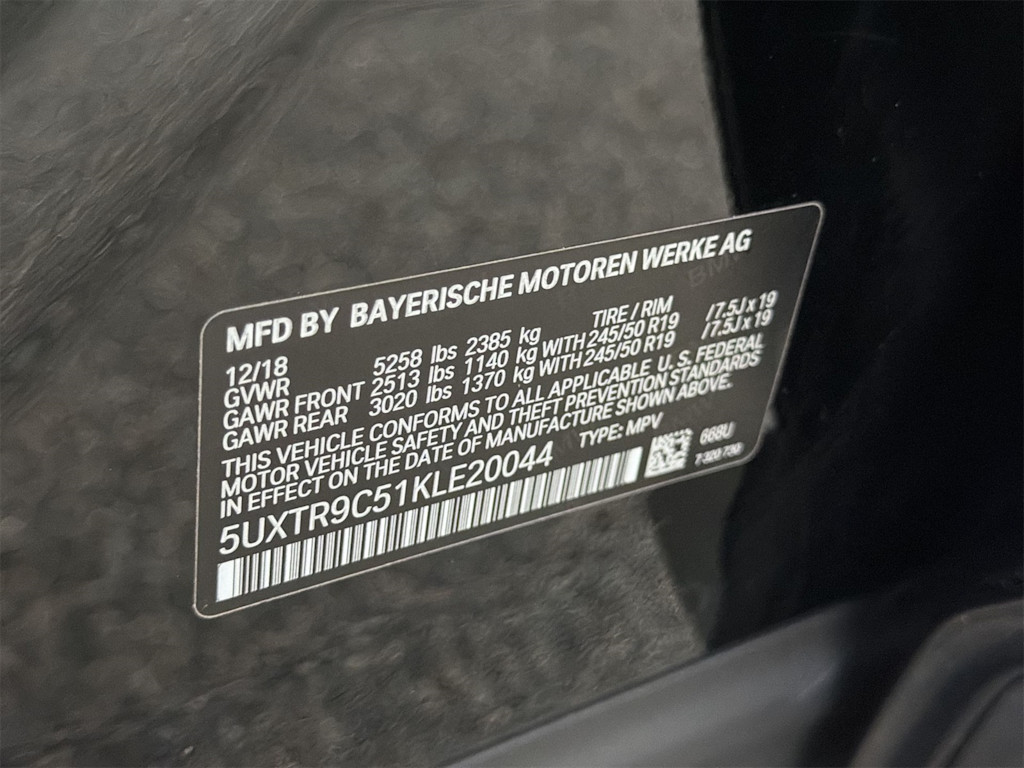 MFD BY BAYERISCHE MOTOREN WERKE AG
12/18 TIRE / RIM
GVWR 5258 lbs 2385 kg
GAWR FRONT 2513 lbs 1140 kg WITH 245/50 R19 /7.5J x 19
GAWR REAR 3020 lbs 1370 kg WITH 245/50 R19 /7.5J x 19
THIS VEHICLE CONFORMS TO ALL APPLICABLE U. S. FEDERAL
MOTOR VEHICLE SAFETY AND THEFT PREVENTION STANDARDS
IN EFFECT ON THE DATE OF MANUFACTURE SHOWN ABOVE.
5UXTR9C51KLE20044 TYPE: MPV
668U
7 320 730